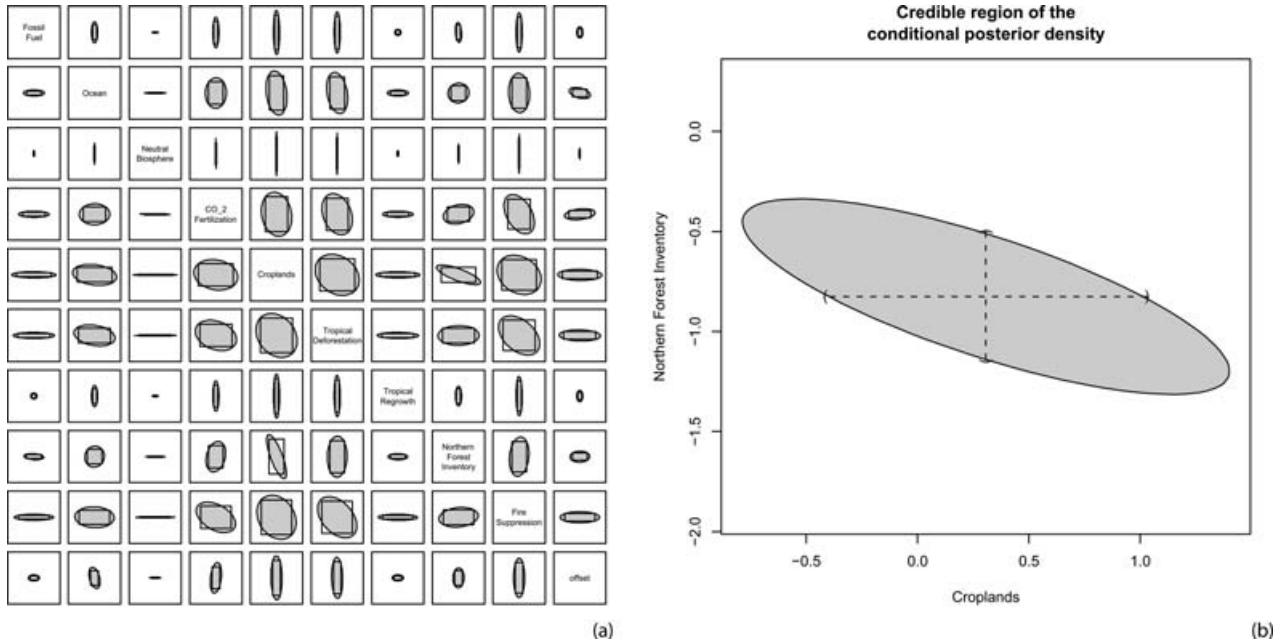 Fossil
Fuel
Ocean
Neutral
Biosphere
CO_2
Fertilization
Croplands
Tropical
Deforestation
Tropical
Regrowth
Northern
Forest
Inventory
Fire
Suppression
offset
(a)
Credible region of the
conditional posterior density
Northern Forest Inventory
0.0
−0.5
−1.0
−1.5
−2.0
−0.5
0.0
0.5
1.0
Croplands
(b)